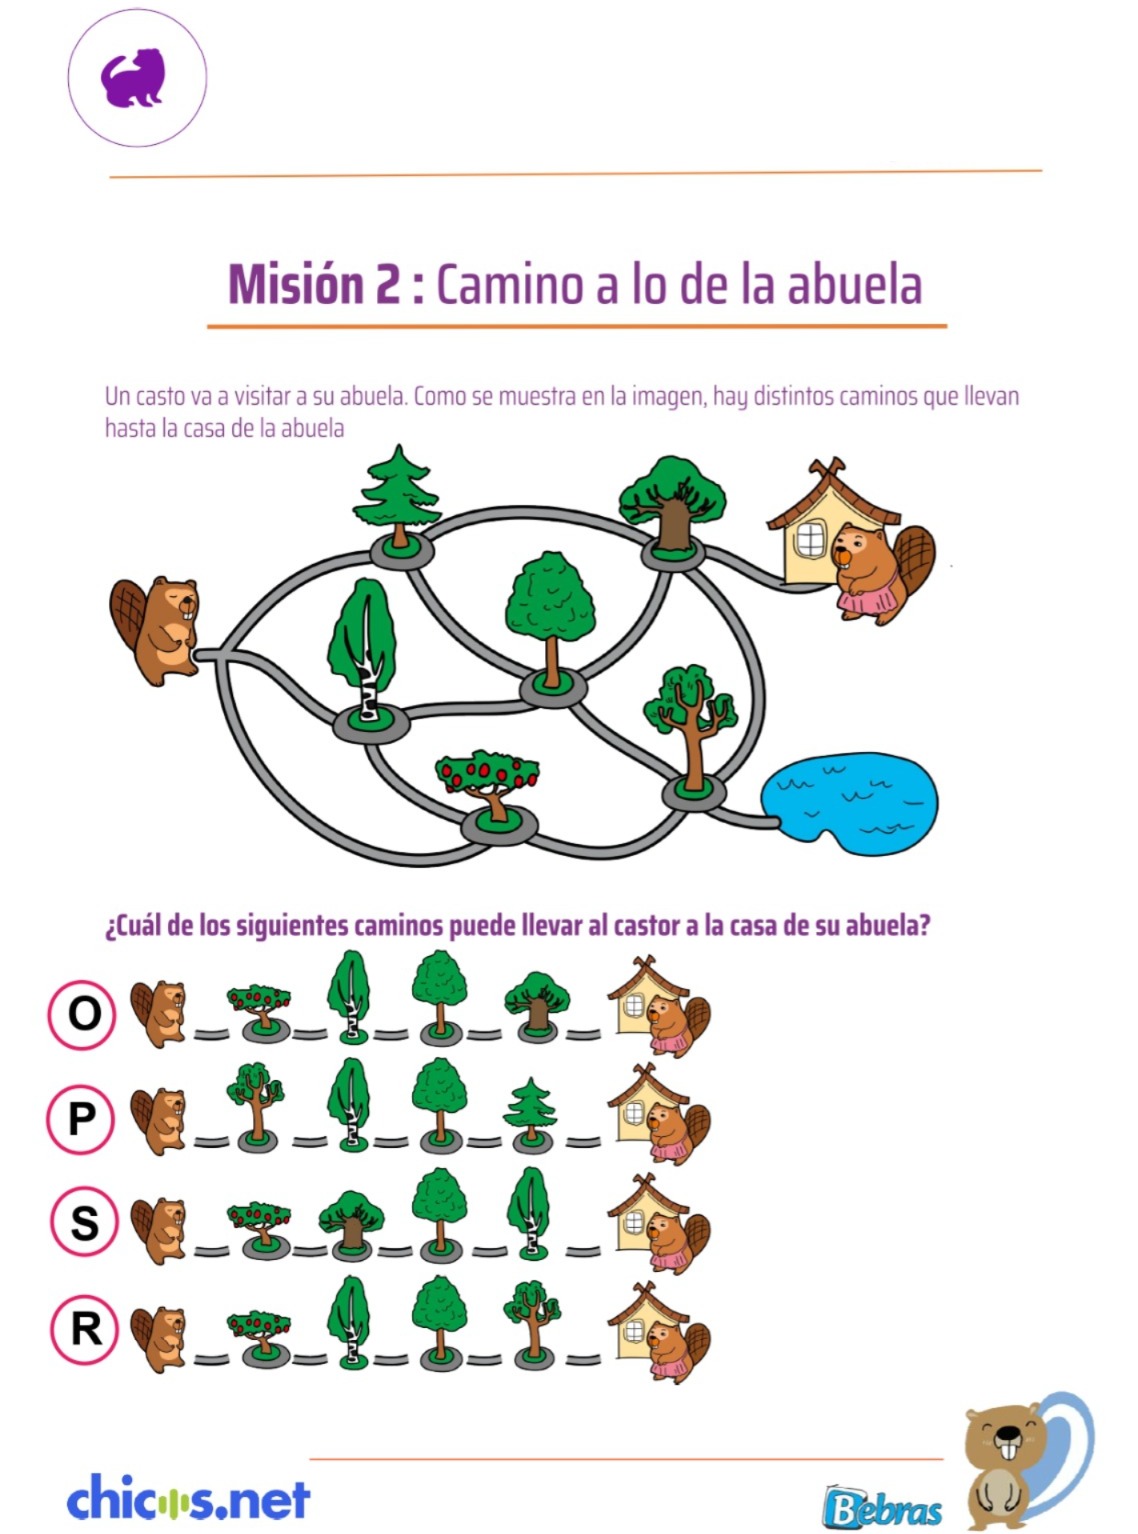 Misión 2 : Camino a lo de la abuela
Un casto va a visitar a su abuela. Como se muestra en la imagen, hay distintos caminos que llevan
hasta la casa de la abuela
¿Cuál de los siguientes caminos puede llevar al castor a la casa de su abuela?
O
P
S
R
chicos.net
Bebras